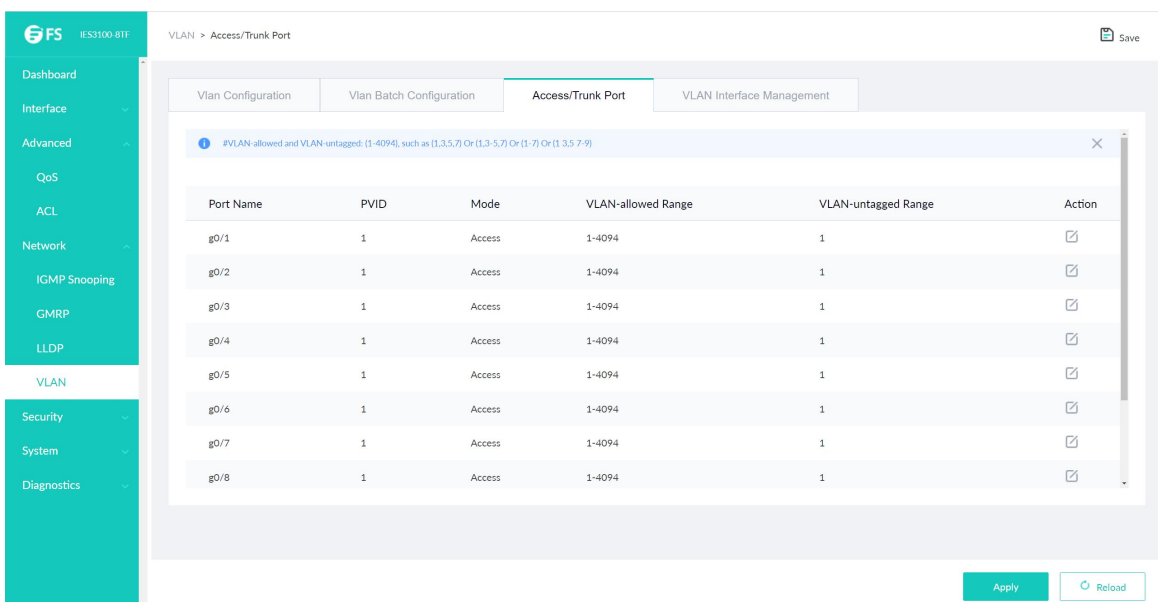 FS IES3100-8TF
VLAN > Access/Trunk Port
Save
Dashboard
Interface
Advanced
QoS
ACL
Network
IGMP Snooping
GMRP
LLDP
VLAN
Security
System
Diagnostics
Vlan Configuration Vlan Batch Configuration Access/Trunk Port VLAN Interface Management
#VLAN-allowed and VLAN-untagged: (1-4094), such as (1,3,5,7) Or (1,3-5,7) Or (1-7) Or (1 3,5 7-9)
Port Name PVID Mode VLAN-allowed Range VLAN-untagged Range Action
g0/1 1 Access 1-4094 1
g0/2 1 Access 1-4094 1
g0/3 1 Access 1-4094 1
g0/4 1 Access 1-4094 1
g0/5 1 Access 1-4094 1
g0/6 1 Access 1-4094 1
g0/7 1 Access 1-4094 1
g0/8 1 Access 1-4094 1
Apply Reload